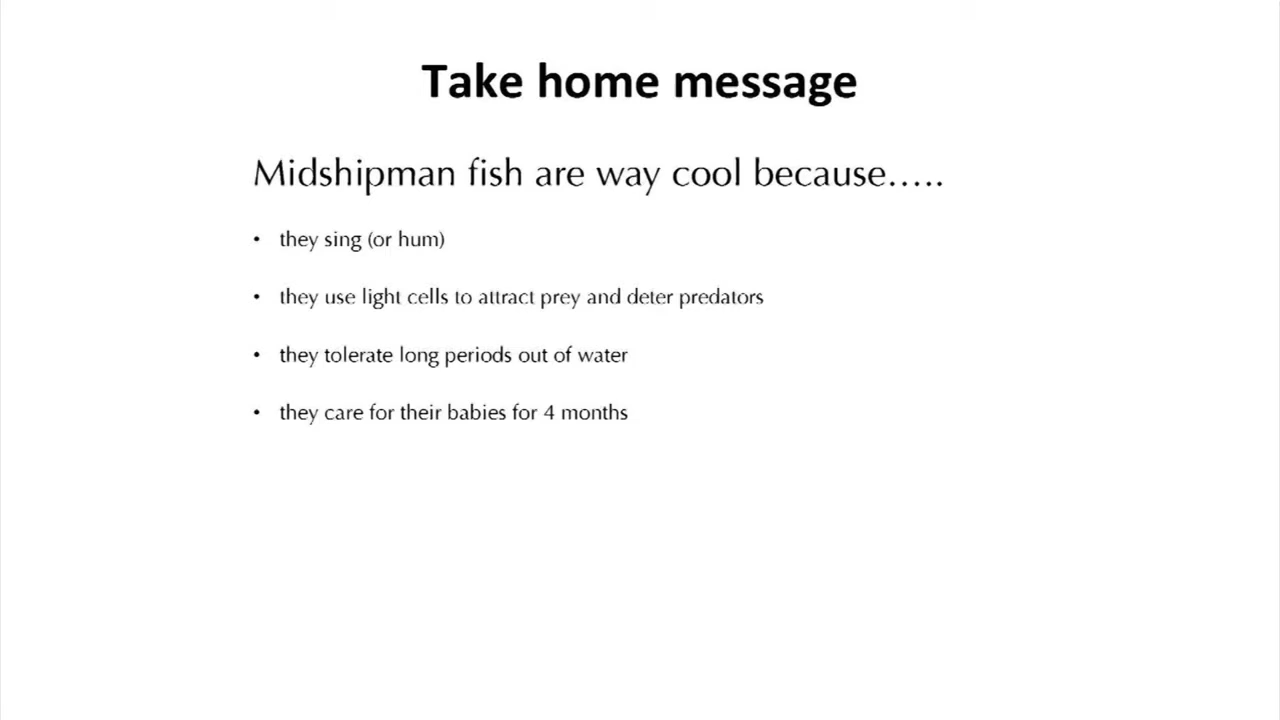 Take home message
Midshipman fish are way cool because…..
• they sing (or hum)
• they use light cells to attract prey and deter predators
• they tolerate long periods out of water
• they care for their babies for 4 months